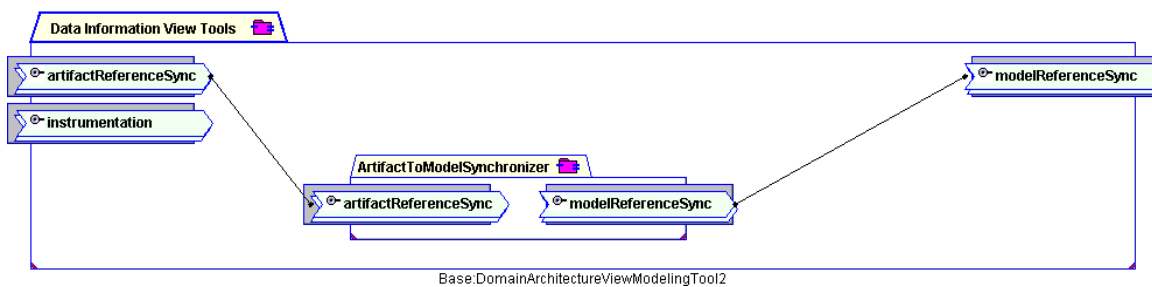 Data Information View Tools
artifactReferenceSync
modelReferenceSync
instrumentation
ArtifactToModelSynchronizer
artifactReferenceSync
modelReferenceSync
Base:DomainArchitectureViewModelingTool2